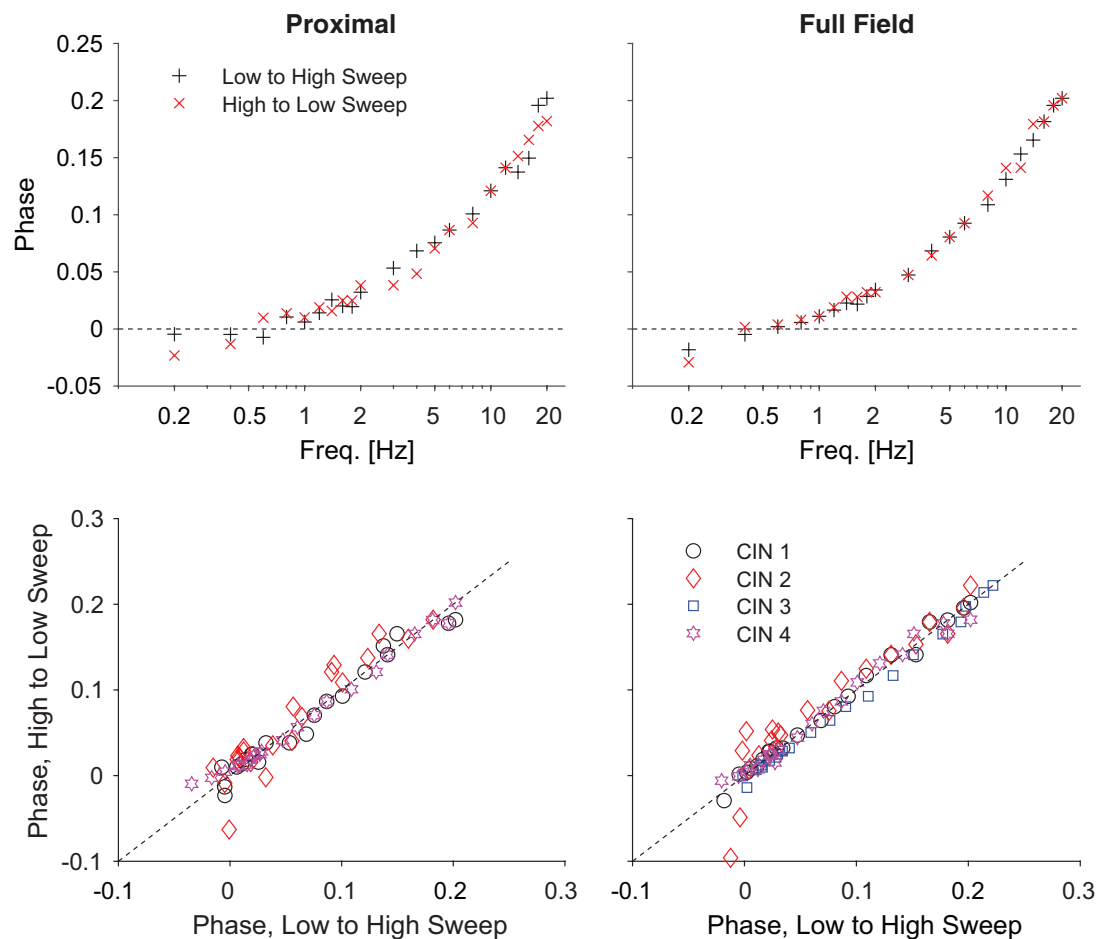 Proximal
Full Field
0.25
0.2
0.15
0.1
0.05
0
-0.05
Phase
Low to High Sweep
High to Low Sweep
0.2 0.5 1 2 5 10 20
0.2 0.5 1 2 5 10 20
Freq. [Hz]
Freq. [Hz]
0.3
0.2
0.1
0
-0.1
Phase, High to Low Sweep
CIN 1
CIN 2
CIN 3
CIN 4
-0.1 0 0.1 0.2 0.3
-0.1 0 0.1 0.2 0.3
Phase, Low to High Sweep
Phase, Low to High Sweep